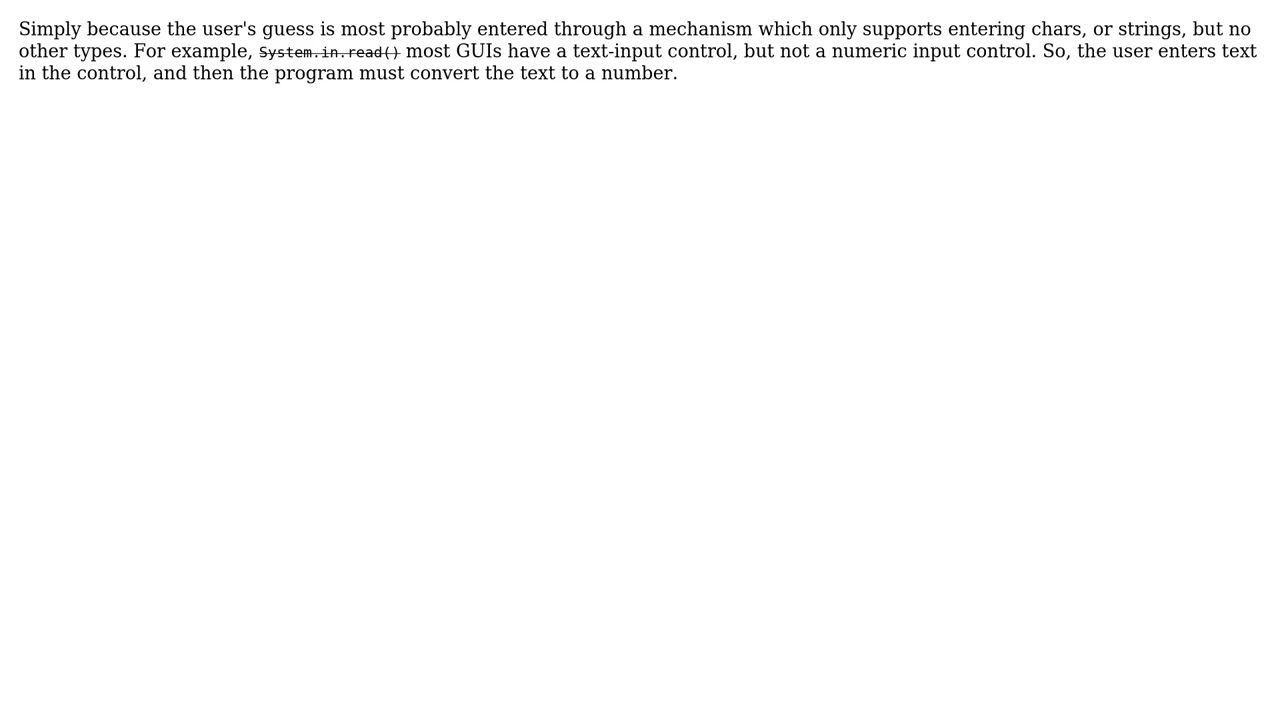 Simply because the user's guess is most probably entered through a mechanism which only supports entering chars, or strings, but no
other types. For example, System.in.read() most GUIs have a text-input control, but not a numeric input control. So, the user enters text
in the control, and then the program must convert the text to a number.